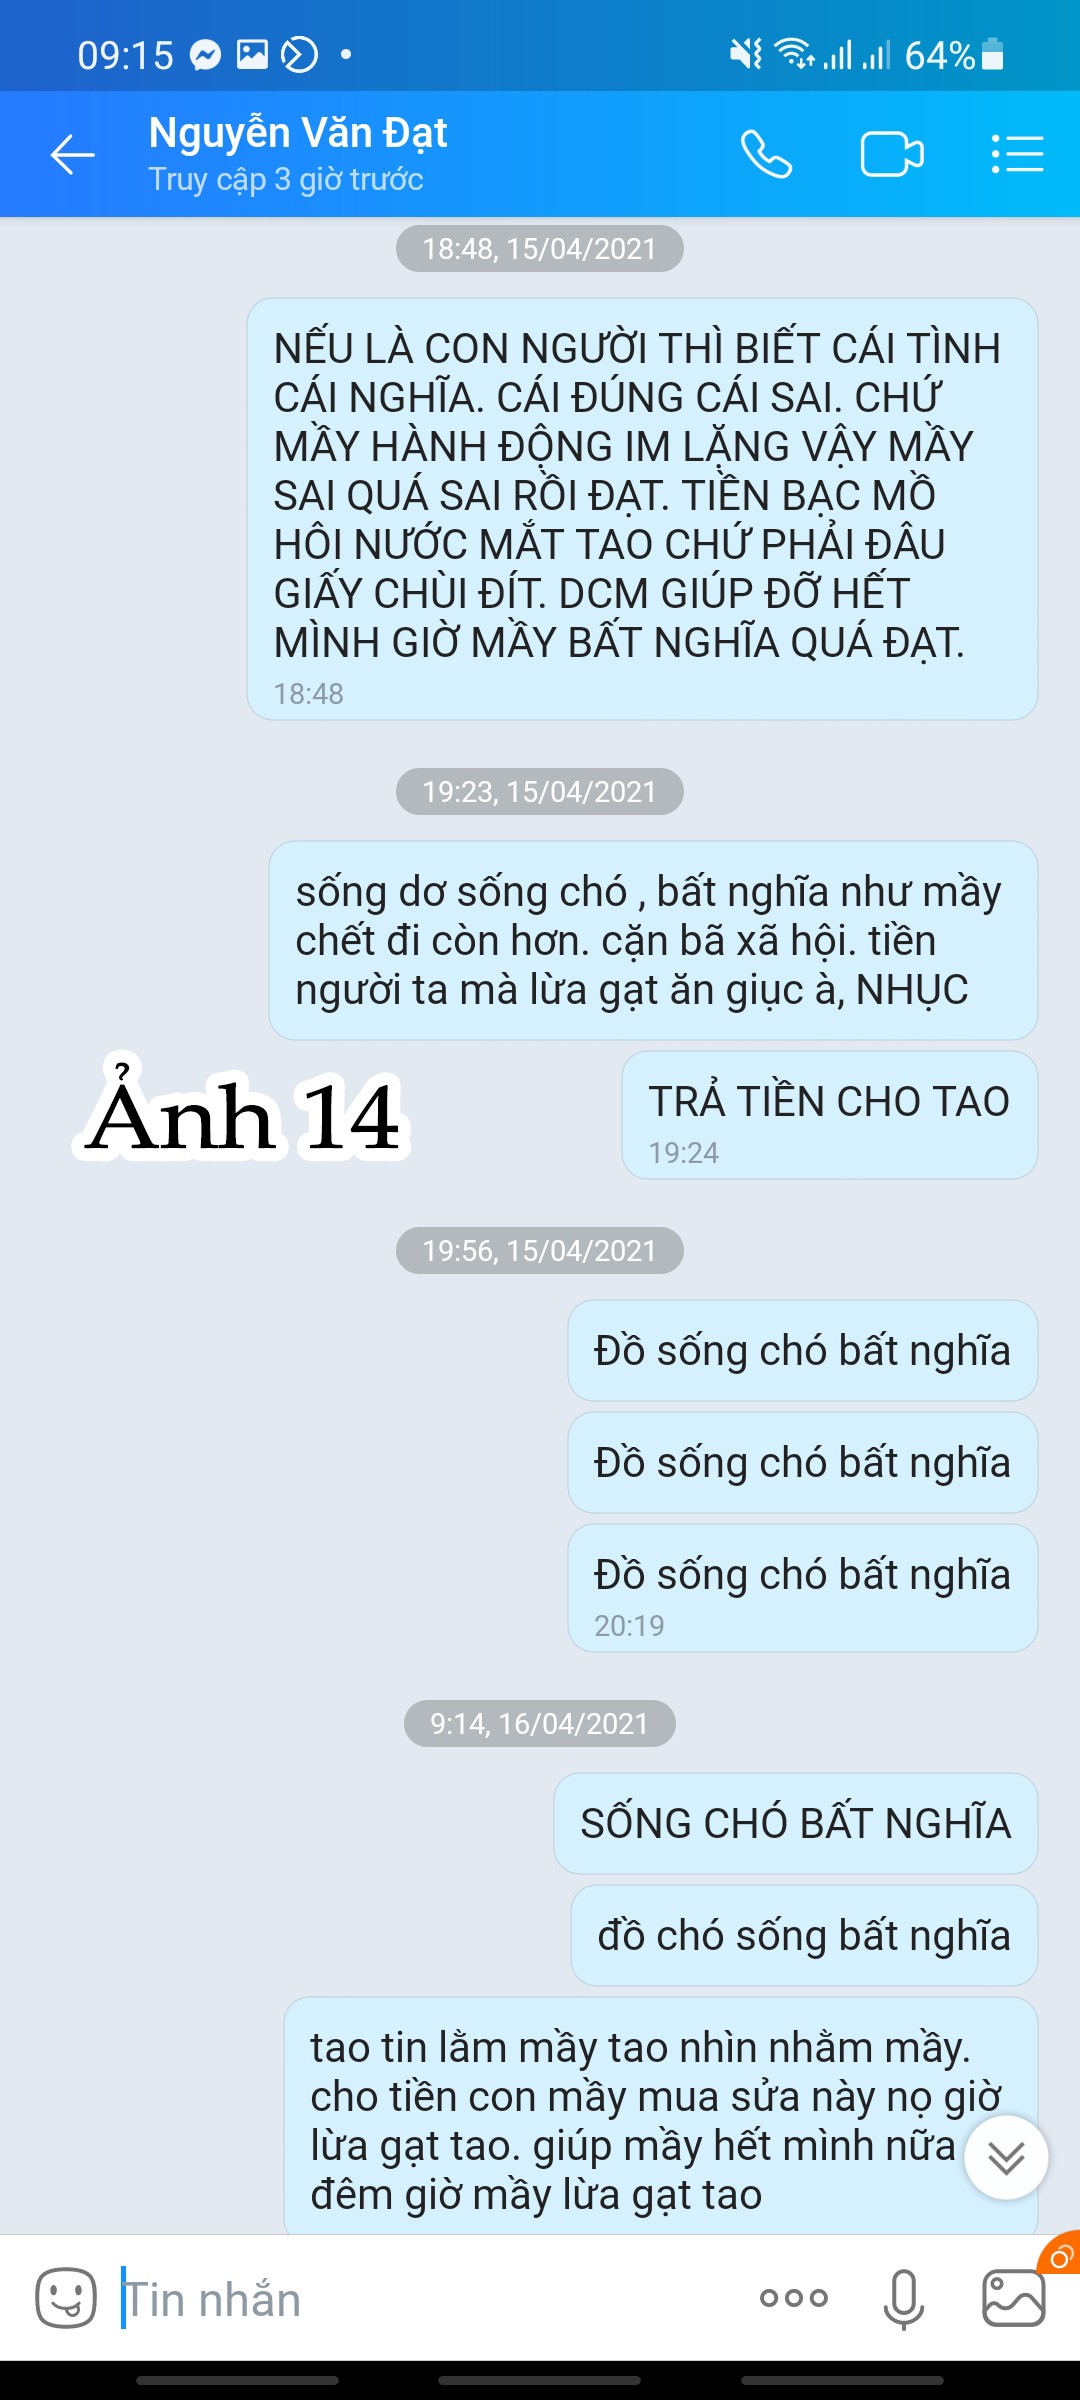 09:15
64%
Nguyễn Văn Đạt
Truy cập 3 giờ trước
18:48, 15/04/2021
NẾU LÀ CON NGƯỜI THÌ BIẾT CÁI TÌNH
CÁI NGHĨA. CÁI ĐÚNG CÁI SAI. CHỨ
MẦY HÀNH ĐỘNG IM LẶNG VẬY MẦY
SAI QUÁ SAI RỒI ĐẠT. TIỀN BẠC MỒ
HÔI NƯỚC MẮT TAO CHỨ PHẢI ĐÂU
GIẤY CHÙI ĐÍT. DCM GIÚP ĐỠ HẾT
MÌNH GIỜ MẦY BẤT NGHĨA QUÁ ĐẠT.
18:48
19:23, 15/04/2021
sống dơ sống chó , bất nghĩa như mầy
chết đi còn hơn. cặn bã xã hội. tiền
người ta mà lừa gạt ăn giục à, NHỤC
Ảnh 14
TRẢ TIỀN CHO TAO
19:24
19:56, 15/04/2021
Đồ sống chó bất nghĩa
Đồ sống chó bất nghĩa
Đồ sống chó bất nghĩa
20:19
9:14, 16/04/2021
SỐNG CHÓ BẤT NGHĨA
đồ chó sống bất nghĩa
tao tin lằm mầy tao nhìn nhằm mầy.
cho tiền con mầy mua sửa này nọ giờ
lừa gạt tao. giúp mầy hết mình nữa
đêm giờ mầy lừa gạt tao
Tin nhắn